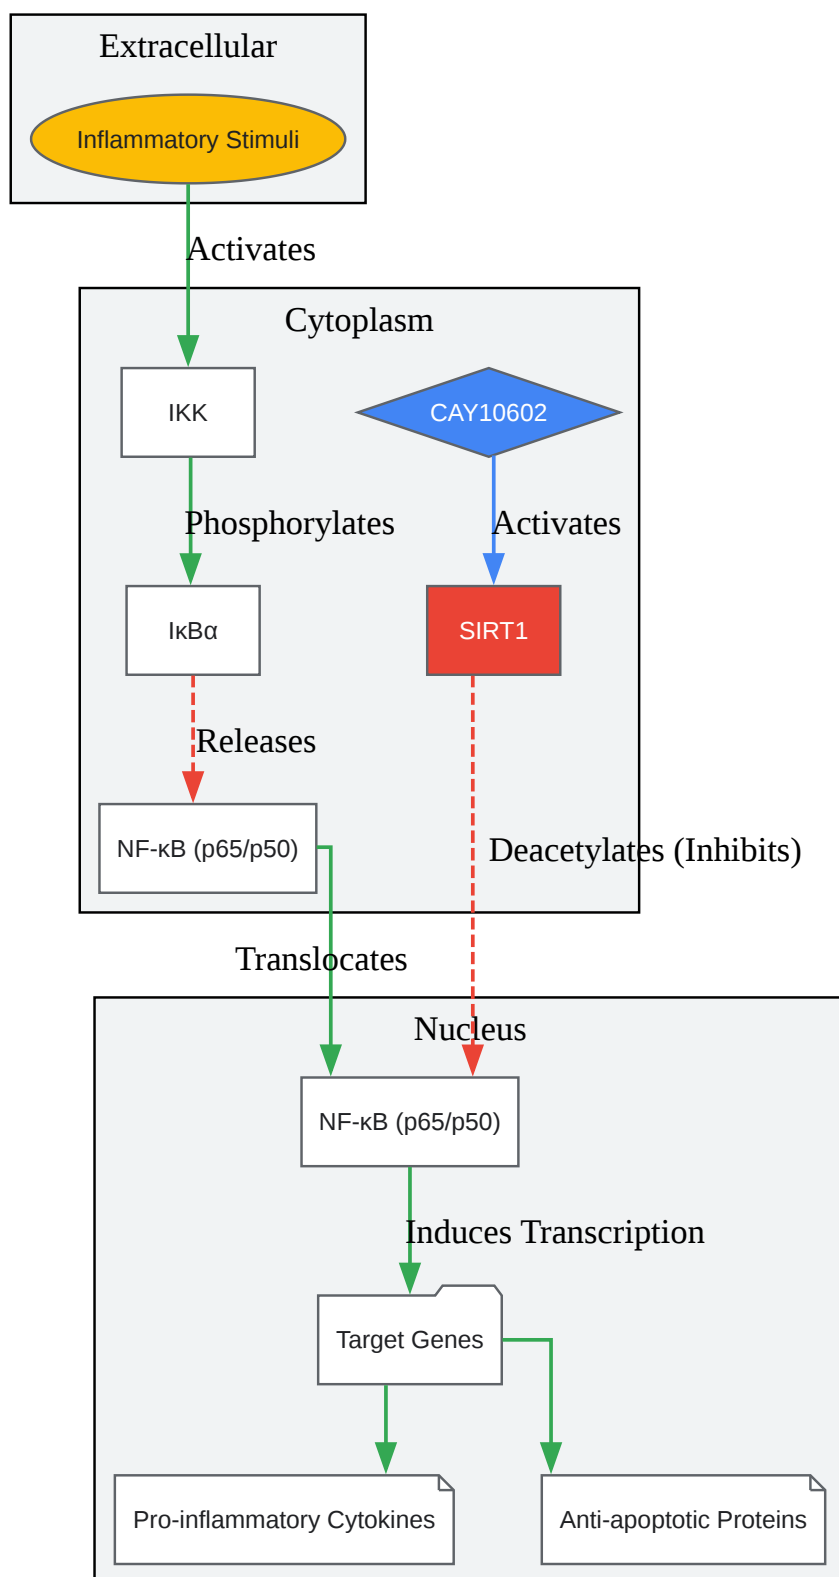 Extracellular
Inflammatory Stimuli
Activates
Cytoplasm
IKK
CAY10602
Phosphorylates
Activates
IκBα
SIRT1
Releases
NF-κB (p65/p50)
Deacetylates (Inhibits)
Translocates
Nucleus
NF-κB (p65/p50)
Induces Transcription
Target Genes
Pro-inflammatory Cytokines
Anti-apoptotic Proteins